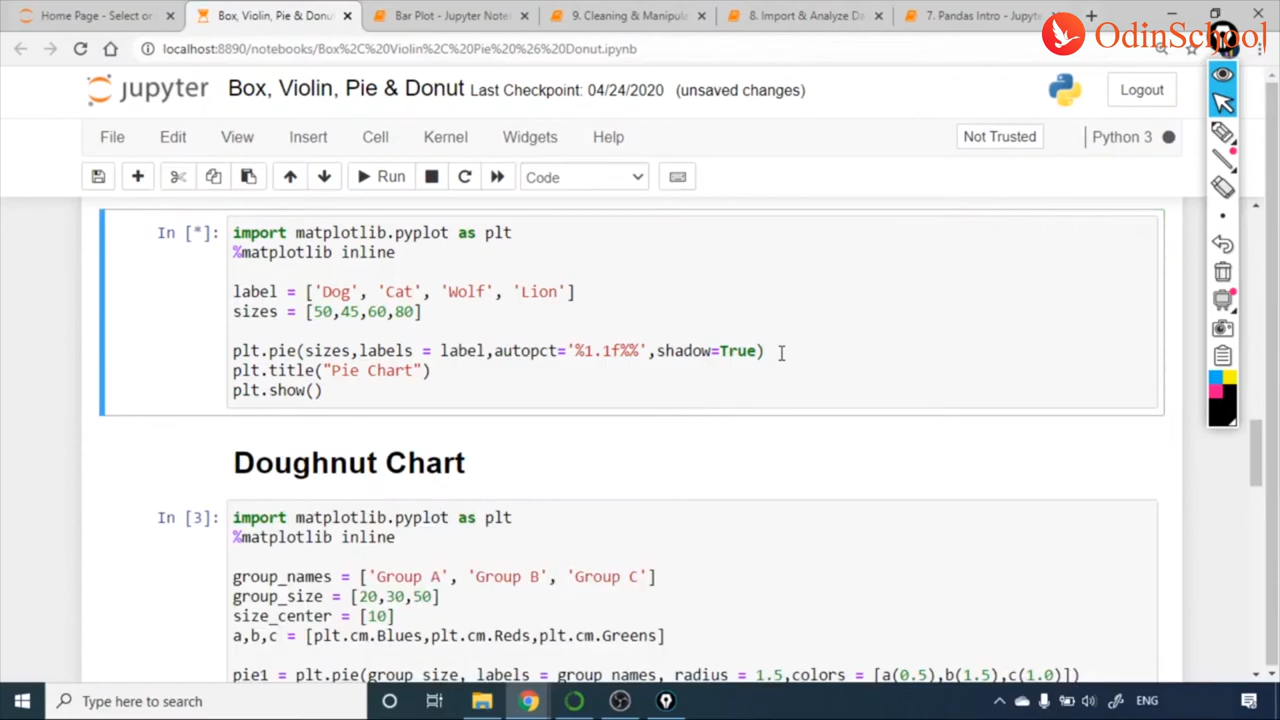 Home Page - Select or
Box, Violin, Pie & Donu
Bar Plot - Jupyter Note
9. Cleaning & Manipula
8. Import & Analyze Da
7. Pandas Intro - Jupyte
OdinSchool
localhost:8890/notebooks/Box%2C%20Violin%2C%20Pie%20%26%20Donut.ipynb
jupyter Box, Violin, Pie & Donut Last Checkpoint: 04/24/2020 (unsaved changes) Logout
File Edit View Insert Cell Kernel Widgets Help Not Trusted Python 3
Run Code
In [*]: import matplotlib.pyplot as plt
%matplotlib inline
label = ['Dog', 'Cat', 'Wolf', 'Lion']
sizes = [50,45,60,80]
plt.pie(sizes,labels = label,autopct='%1.1f%%',shadow=True)
plt.title("Pie Chart")
plt.show()
Doughnut Chart
In [3]: import matplotlib.pyplot as plt
%matplotlib inline
group_names = ['Group A', 'Group B', 'Group C']
group_size = [20,30,50]
size_center = [10]
a,b,c = [plt.cm.Blues,plt.cm.Reds,plt.cm.Greens]
pie1 = plt.pie(group_size, labels = group_names, radius = 1.5,colors = [a(0.5),b(1.5),c(1.0)])
Type here to search
ENG